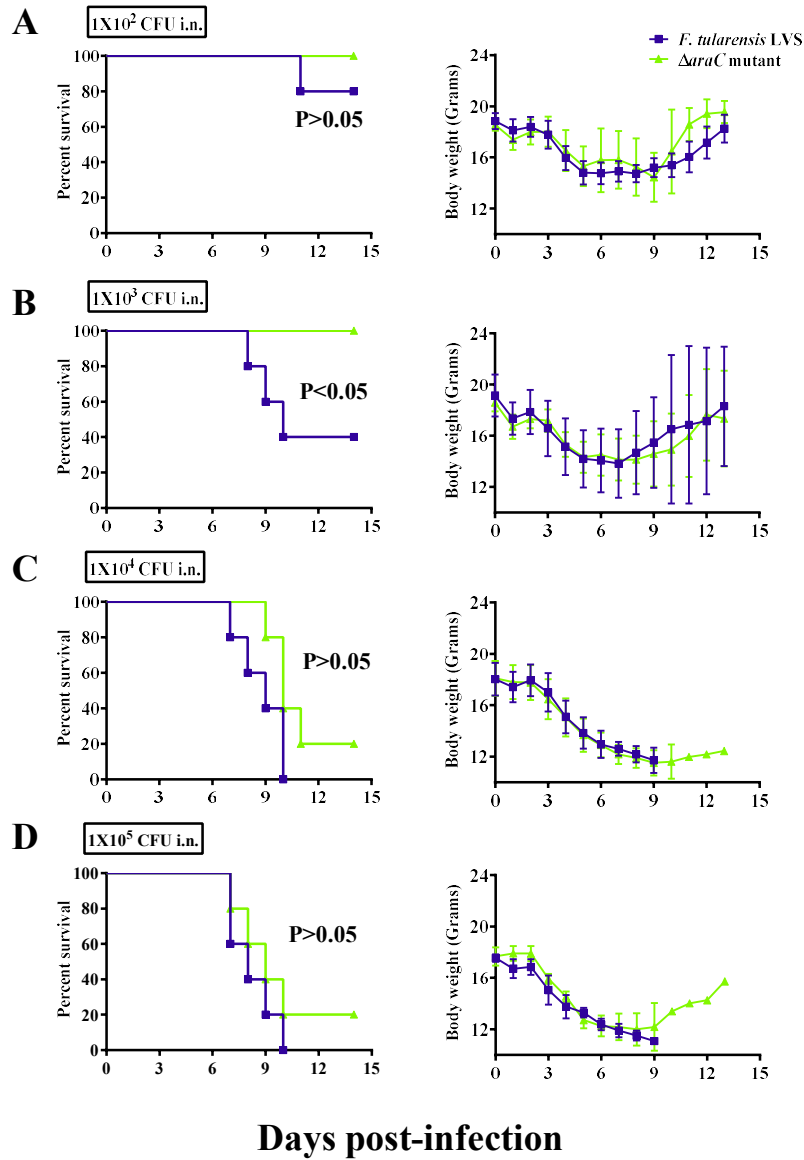 A
1X10² CFU i.n.
F. tularensis LVS
ΔaraC mutant
Percent survival
100
80
60
40
20
0
P>0.05
0 3 6 9 12 15
Body weight (Grams)
24
20
16
12
0 3 6 9 12 15
B
1X10³ CFU i.n.
Percent survival
100
80
60
40
20
0
P<0.05
0 3 6 9 12 15
Body weight (Grams)
24
20
16
12
0 3 6 9 12 15
C
1X10⁴ CFU i.n.
Percent survival
100
80
60
40
20
0
P>0.05
0 3 6 9 12 15
Body weight (Grams)
24
20
16
12
0 3 6 9 12 15
D
1X10⁵ CFU i.n.
Percent survival
100
80
60
40
20
0
P>0.05
0 3 6 9 12 15
Body weight (Grams)
24
20
16
12
0 3 6 9 12 15
Days post-infection